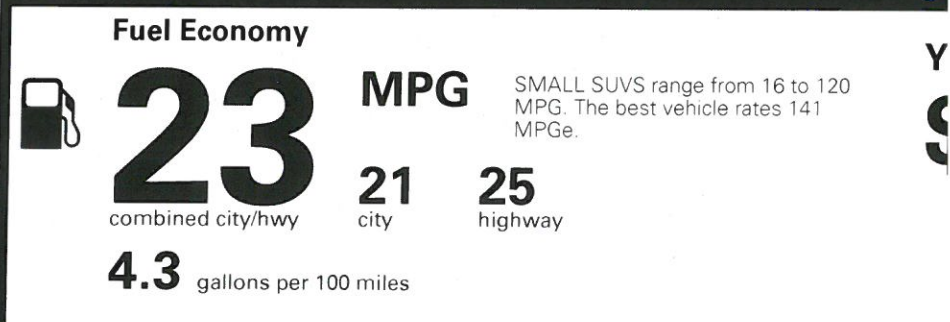 Fuel Economy
23
MPG
SMALL SUVS range from 16 to 120
MPG. The best vehicle rates 141
MPGe.
21
25
combined city/hwy
city
highway
4.3 gallons per 100 miles
Y